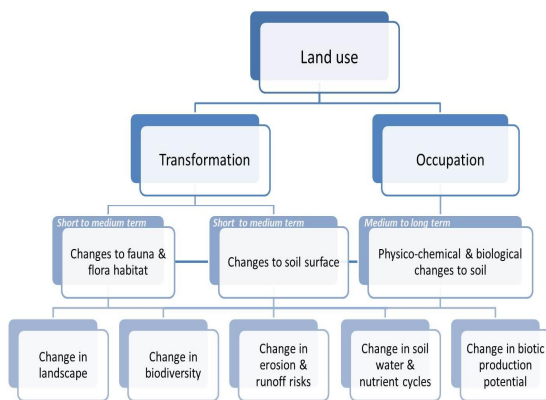 Land use
Transformation
Occupation
Short to medium term
Changes to fauna &
flora habitat
Short to medium term
Changes to soil surface
Medium to long term
Physico-chemical & biological
changes to soil
Change in
landscape
Change in
biodiversity
Change in
erosion &
runoff risks
Change in soil
water &
nutrient cycles
Change in biotic
production
potential